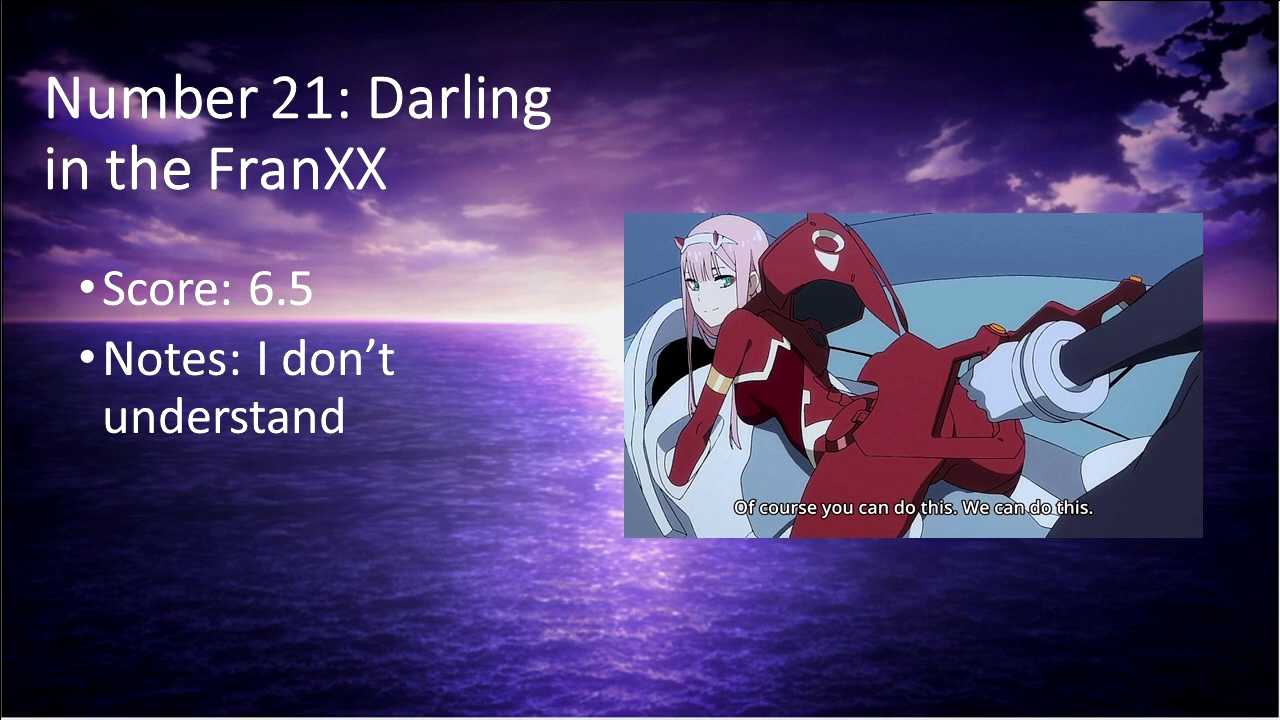 Number 21: Darling
in the FranXX
•Score: 6.5
•Notes: I don’t
understand
Of course you can do this. We can do this.